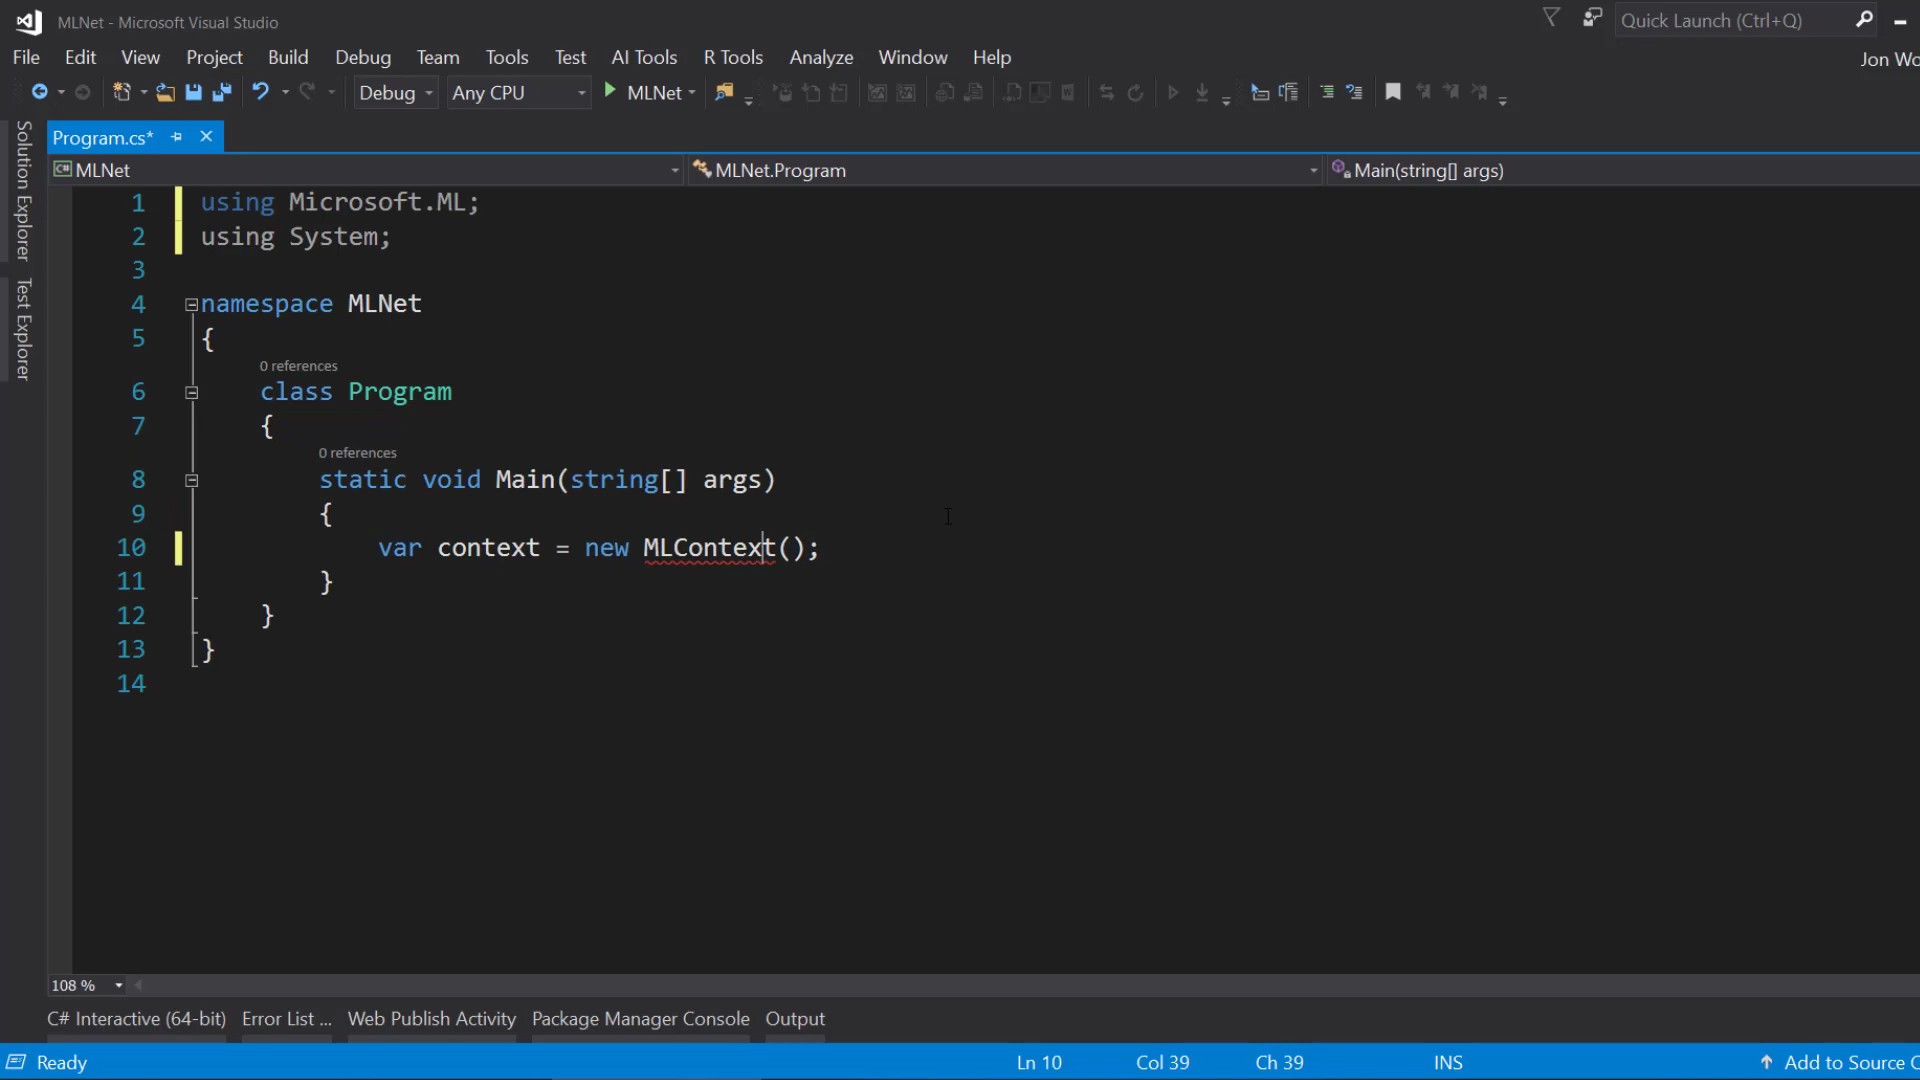 MLNet - Microsoft Visual Studio
Quick Launch (Ctrl+Q)
File Edit View Project Build Debug Team Tools Test AI Tools R Tools Analyze Window Help
Jon Wo
Debug Any CPU MLNet
Solution Explorer
Test Explorer
Program.cs*
C# MLNet MLNet.Program Main(string[] args)
1 using Microsoft.ML;
2 using System;
3
4 namespace MLNet
5 {
0 references
6 class Program
7 {
0 references
8 static void Main(string[] args)
9 {
10 var context = new MLContext();
11 }
12 }
13 }
14
108 %
C# Interactive (64-bit) Error List ... Web Publish Activity Package Manager Console Output
Ready Ln 10 Col 39 Ch 39 INS Add to Source C